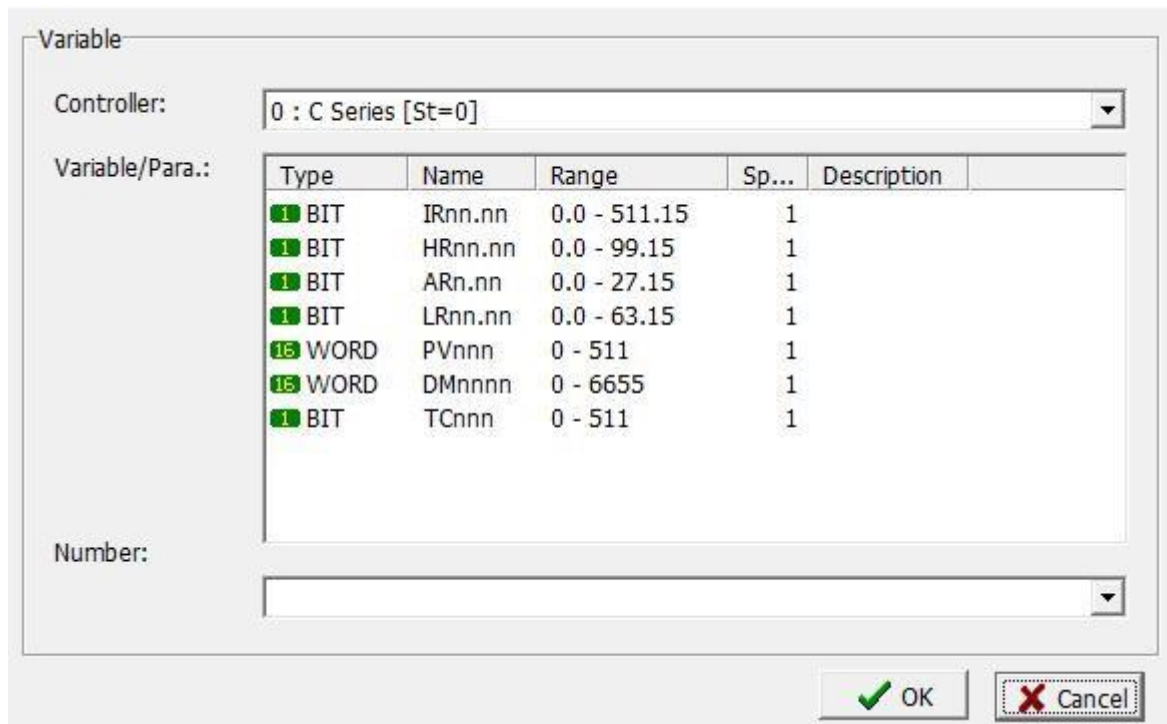 Variable
Controller: 0 : C Series [St=0]
Variable/Para.:
Type Name Range Sp... Description
1 BIT IRnn.nn 0.0 - 511.15 1
1 BIT HRnn.nn 0.0 - 99.15 1
1 BIT ARn.nn 0.0 - 27.15 1
1 BIT LRnn.nn 0.0 - 63.15 1
16 WORD PVnnn 0 - 511 1
16 WORD DMnnnn 0 - 6655 1
1 BIT TCnnn 0 - 511 1
Number:
OK Cancel